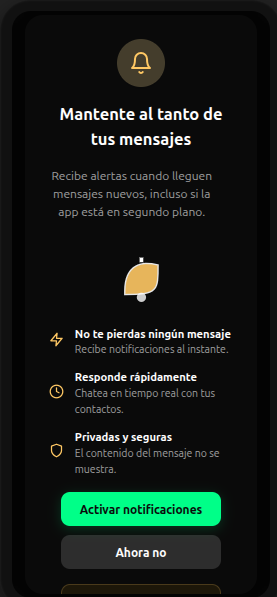 Mantente al tanto de
tus mensajes
Recibe alertas cuando lleguen
mensajes nuevos, incluso si la
app está en segundo plano.
No te pierdas ningún mensaje
Recibe notificaciones al instante.
Responde rápidamente
Chatea en tiempo real con tus
contactos.
Privadas y seguras
El contenido del mensaje no se
muestra.
Activar notificaciones
Ahora no